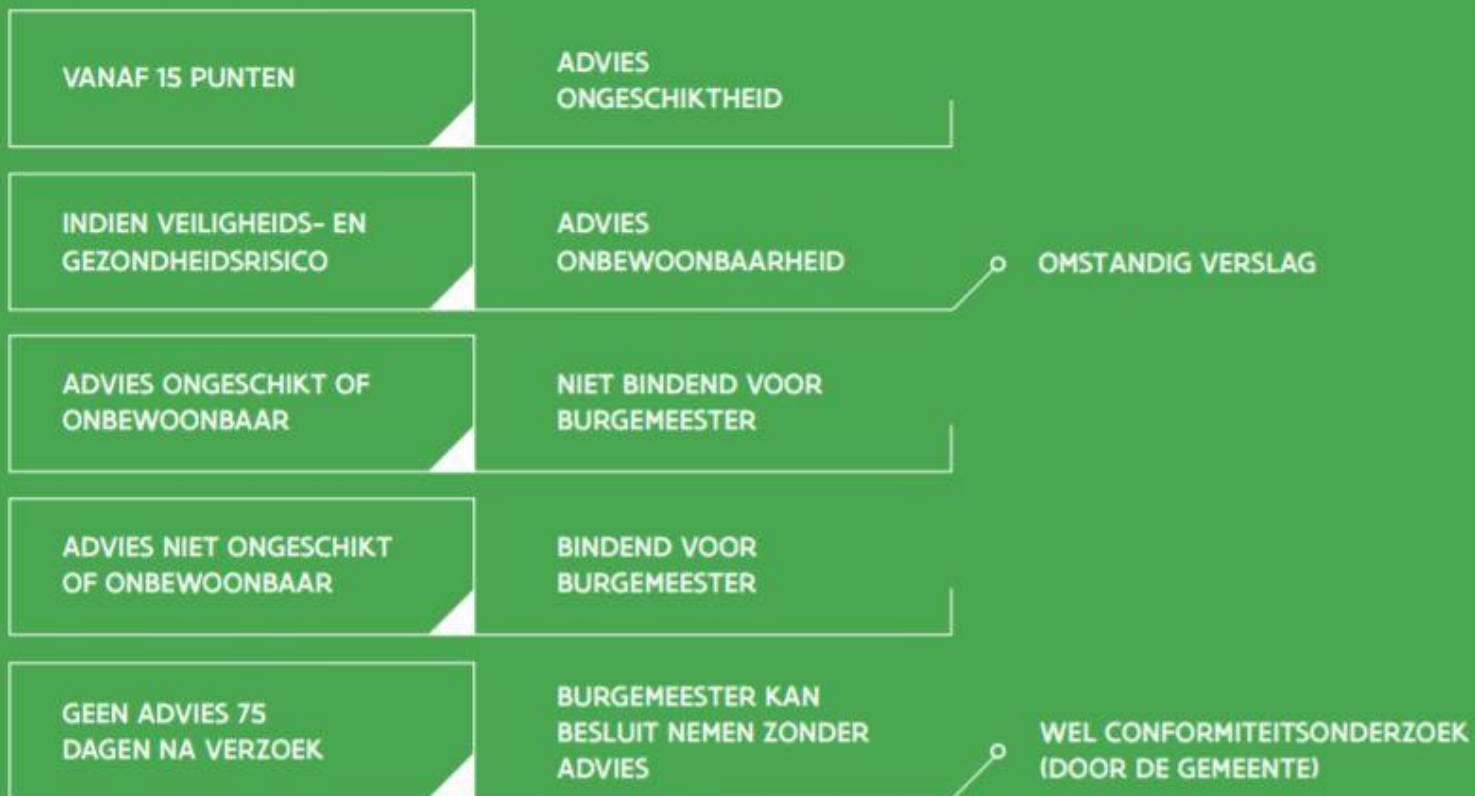 VANAF 15 PUNTEN
ADVIES
ONGESCHIKTHEID
INDIEN VEILIGHEIDS- EN
GEZONDHEIDSRISICO
ADVIES
ONBEWOONBAARHEID
OMSTANDIG VERSLAG
ADVIES ONGESCHIKT OF
ONBEWOONBAAR
NIET BINDEND VOOR
BURGEMEESTER
ADVIES NIET ONGESCHIKT
OF ONBEWOONBAAR
BINDEND VOOR
BURGEMEESTER
GEEN ADVIES 75
DAGEN NA VERZOEK
BURGEMEESTER KAN
BESLUIT NEMEN ZONDER
ADVIES
WEL CONFORMITEITSONDERZOEK
(DOOR DE GEMEENTE)